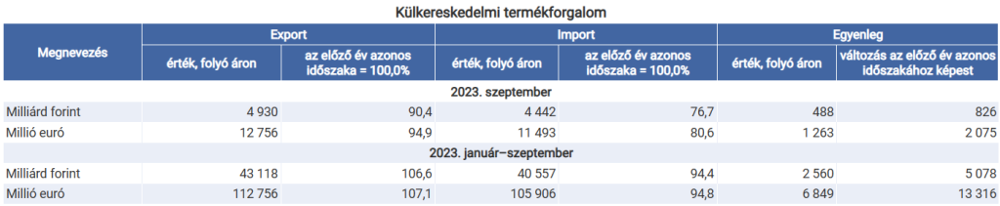 Külkereskedelmi termékforgalom
Megnevezés Export Import Egyenleg
érték, folyó áron az előző év azonos időszaka = 100,0% érték, folyó áron az előző év azonos időszaka = 100,0% érték, folyó áron változás az előző év azonos időszakához képest
2023. szeptember
Milliárd forint 4 930 90,4 4 442 76,7 488 826
Millió euró 12 756 94,9 11 493 80,6 1 263 2 075
2023. január–szeptember
Milliárd forint 43 118 106,6 40 557 94,4 2 560 5 078
Millió euró 112 756 107,1 105 906 94,8 6 849 13 316